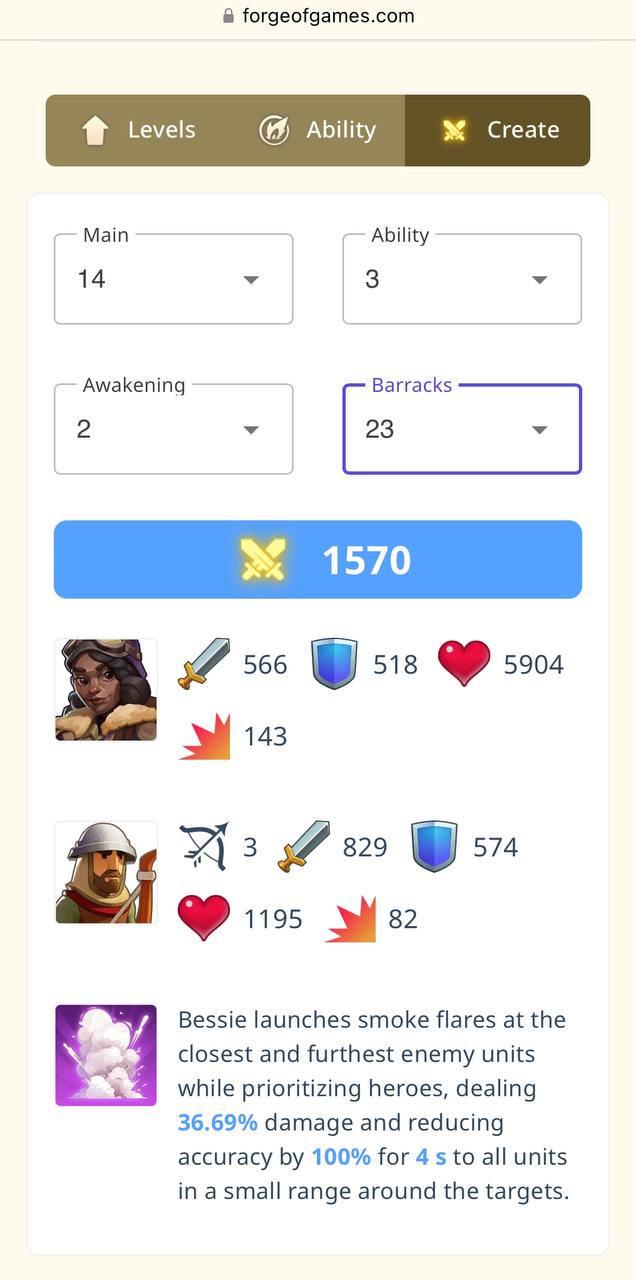 forgeofgames.com
Levels Ability Create
Main Ability
14 3
Awakening Barracks
2 23
1570
566 518 5904
143
3 829 574
1195 82
Bessie launches smoke flares at the
closest and furthest enemy units
while prioritizing heroes, dealing
36.69% damage and reducing
accuracy by 100% for 4 s to all units
in a small range around the targets.